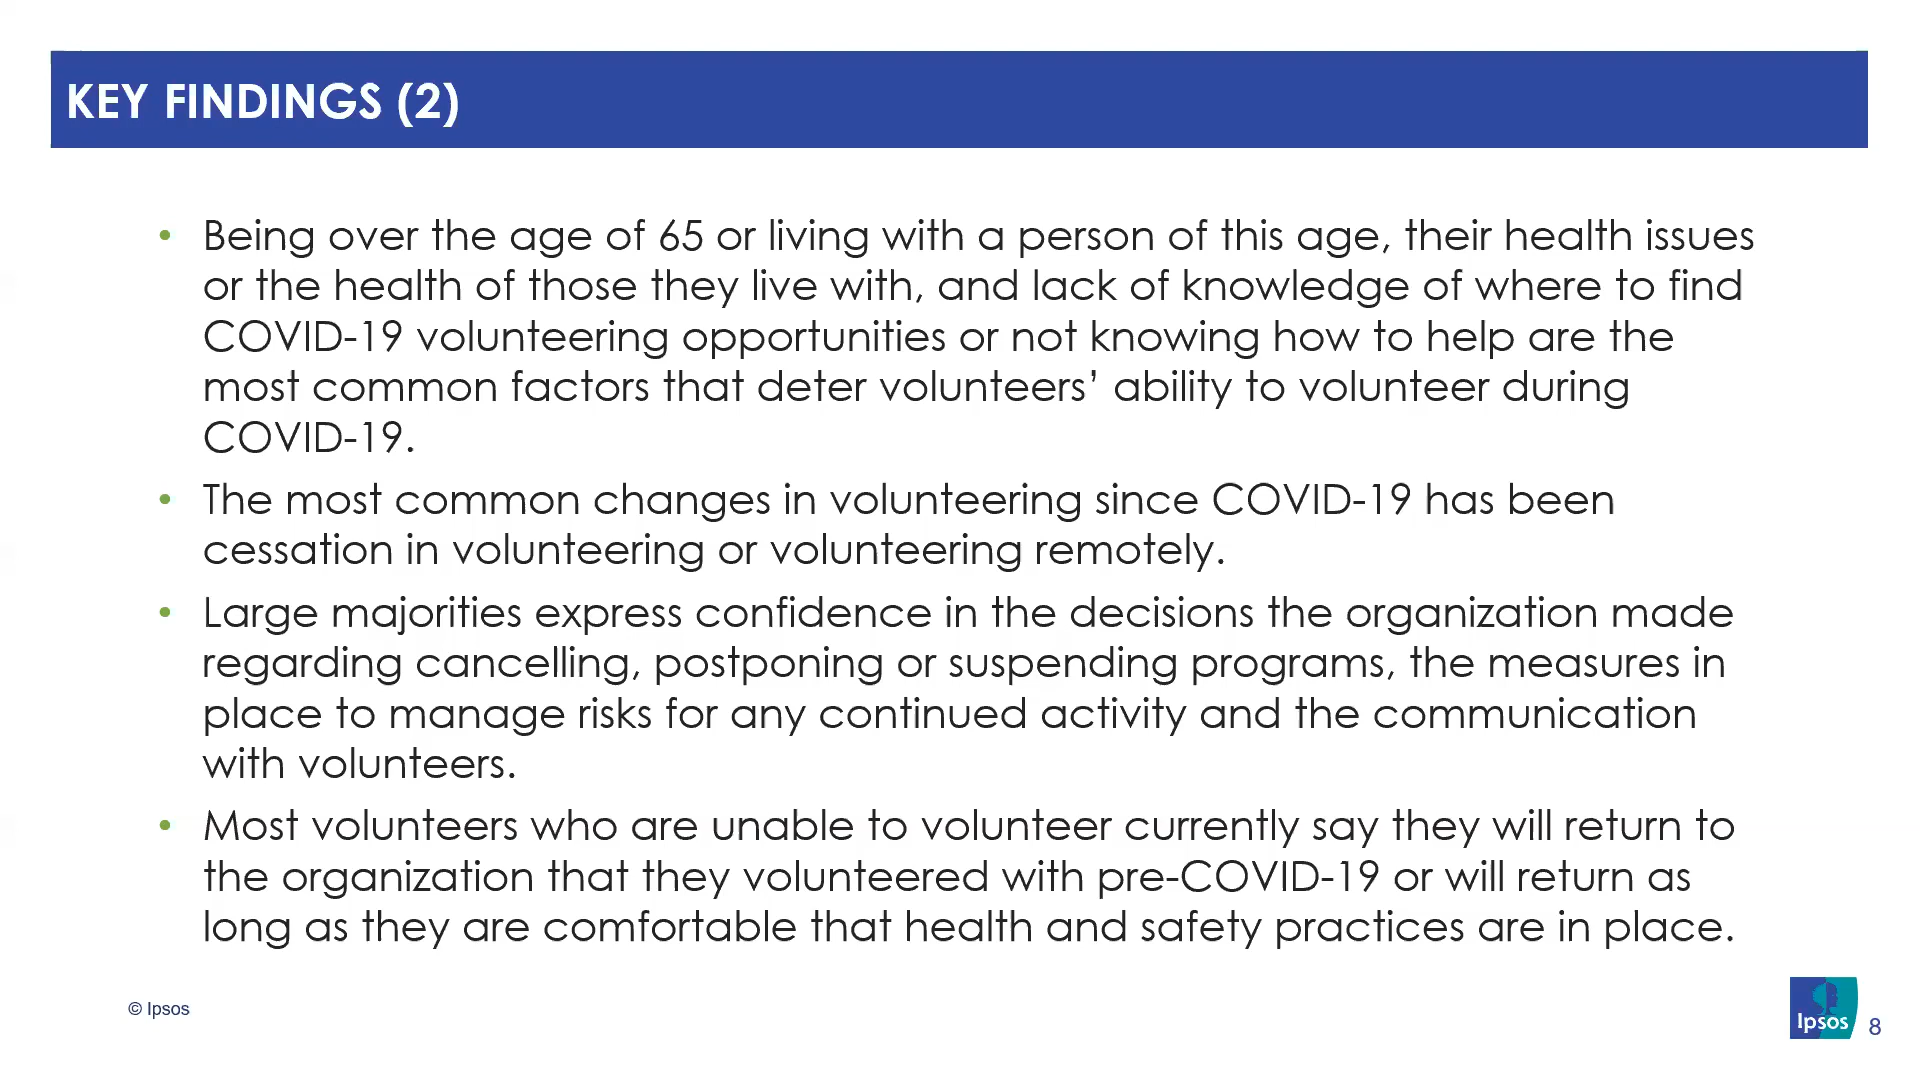 KEY FINDINGS (2)
• Being over the age of 65 or living with a person of this age, their health issues
or the health of those they live with, and lack of knowledge of where to find
COVID-19 volunteering opportunities or not knowing how to help are the
most common factors that deter volunteers’ ability to volunteer during
COVID-19.
• The most common changes in volunteering since COVID-19 has been
cessation in volunteering or volunteering remotely.
• Large majorities express confidence in the decisions the organization made
regarding cancelling, postponing or suspending programs, the measures in
place to manage risks for any continued activity and the communication
with volunteers.
• Most volunteers who are unable to volunteer currently say they will return to
the organization that they volunteered with pre-COVID-19 or will return as
long as they are comfortable that health and safety practices are in place.
© Ipsos
Ipsos
8